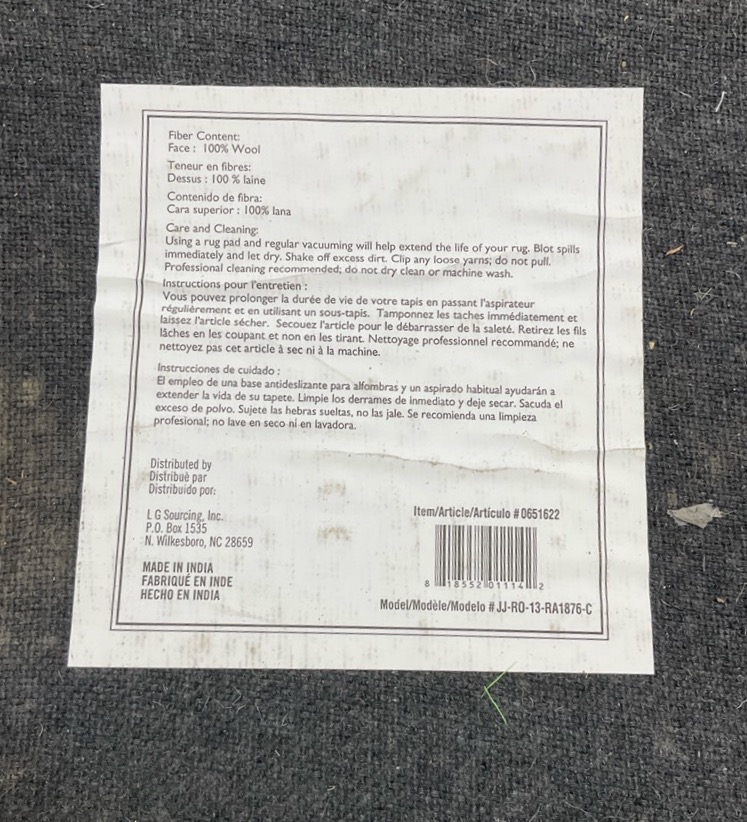 Fiber Content:
Face : 100% Wool
Teneur en fibres:
Dessus : 100 % laine
Contenido de fibra:
Cara superior : 100% lana
Care and Cleaning:
Using a rug pad and regular vacuuming will help extend the life of your rug. Blot spills
immediately and let dry. Shake off excess dirt. Clip any loose yarns; do not pull.
Professional cleaning recommended; do not dry clean or machine wash.
Instructions pour l'entretien :
Vous pouvez prolonger la durée de vie de votre tapis en passant l'aspirateur
régulièrement et en utilisant un sous-tapis. Tamponnez les taches immédiatement et
laissez l'article sécher. Secouez l'article pour le débarrasser de la saleté. Retirez les fils
lâches en les coupant et non en les tirant. Nettoyage professionnel recommandé; ne
nettoyez pas cet article à sec ni à la machine.
Instrucciones de cuidado :
El empleo de una base antideslizante para alfombras y un aspirado habitual ayudarán a
extender la vida de su tapete. Limpie los derrames de inmediato y deje secar. Sacuda el
exceso de polvo. Sujete las hebras sueltas, no las jale. Se recomienda una limpieza
profesional; no lave en seco ni en lavadora.
Distributed by
Distribué par
Distribuido por:
L G Sourcing, Inc.
P.O. Box 1535
N. Wilkesboro, NC 28659
MADE IN INDIA
FABRIQUÉ EN INDE
HECHO EN INDIA
Item/Article/Artículo # 0651622
8 18552 01114 2
Model/Modèle/Modelo # JJ-RO-13-RA1876-C